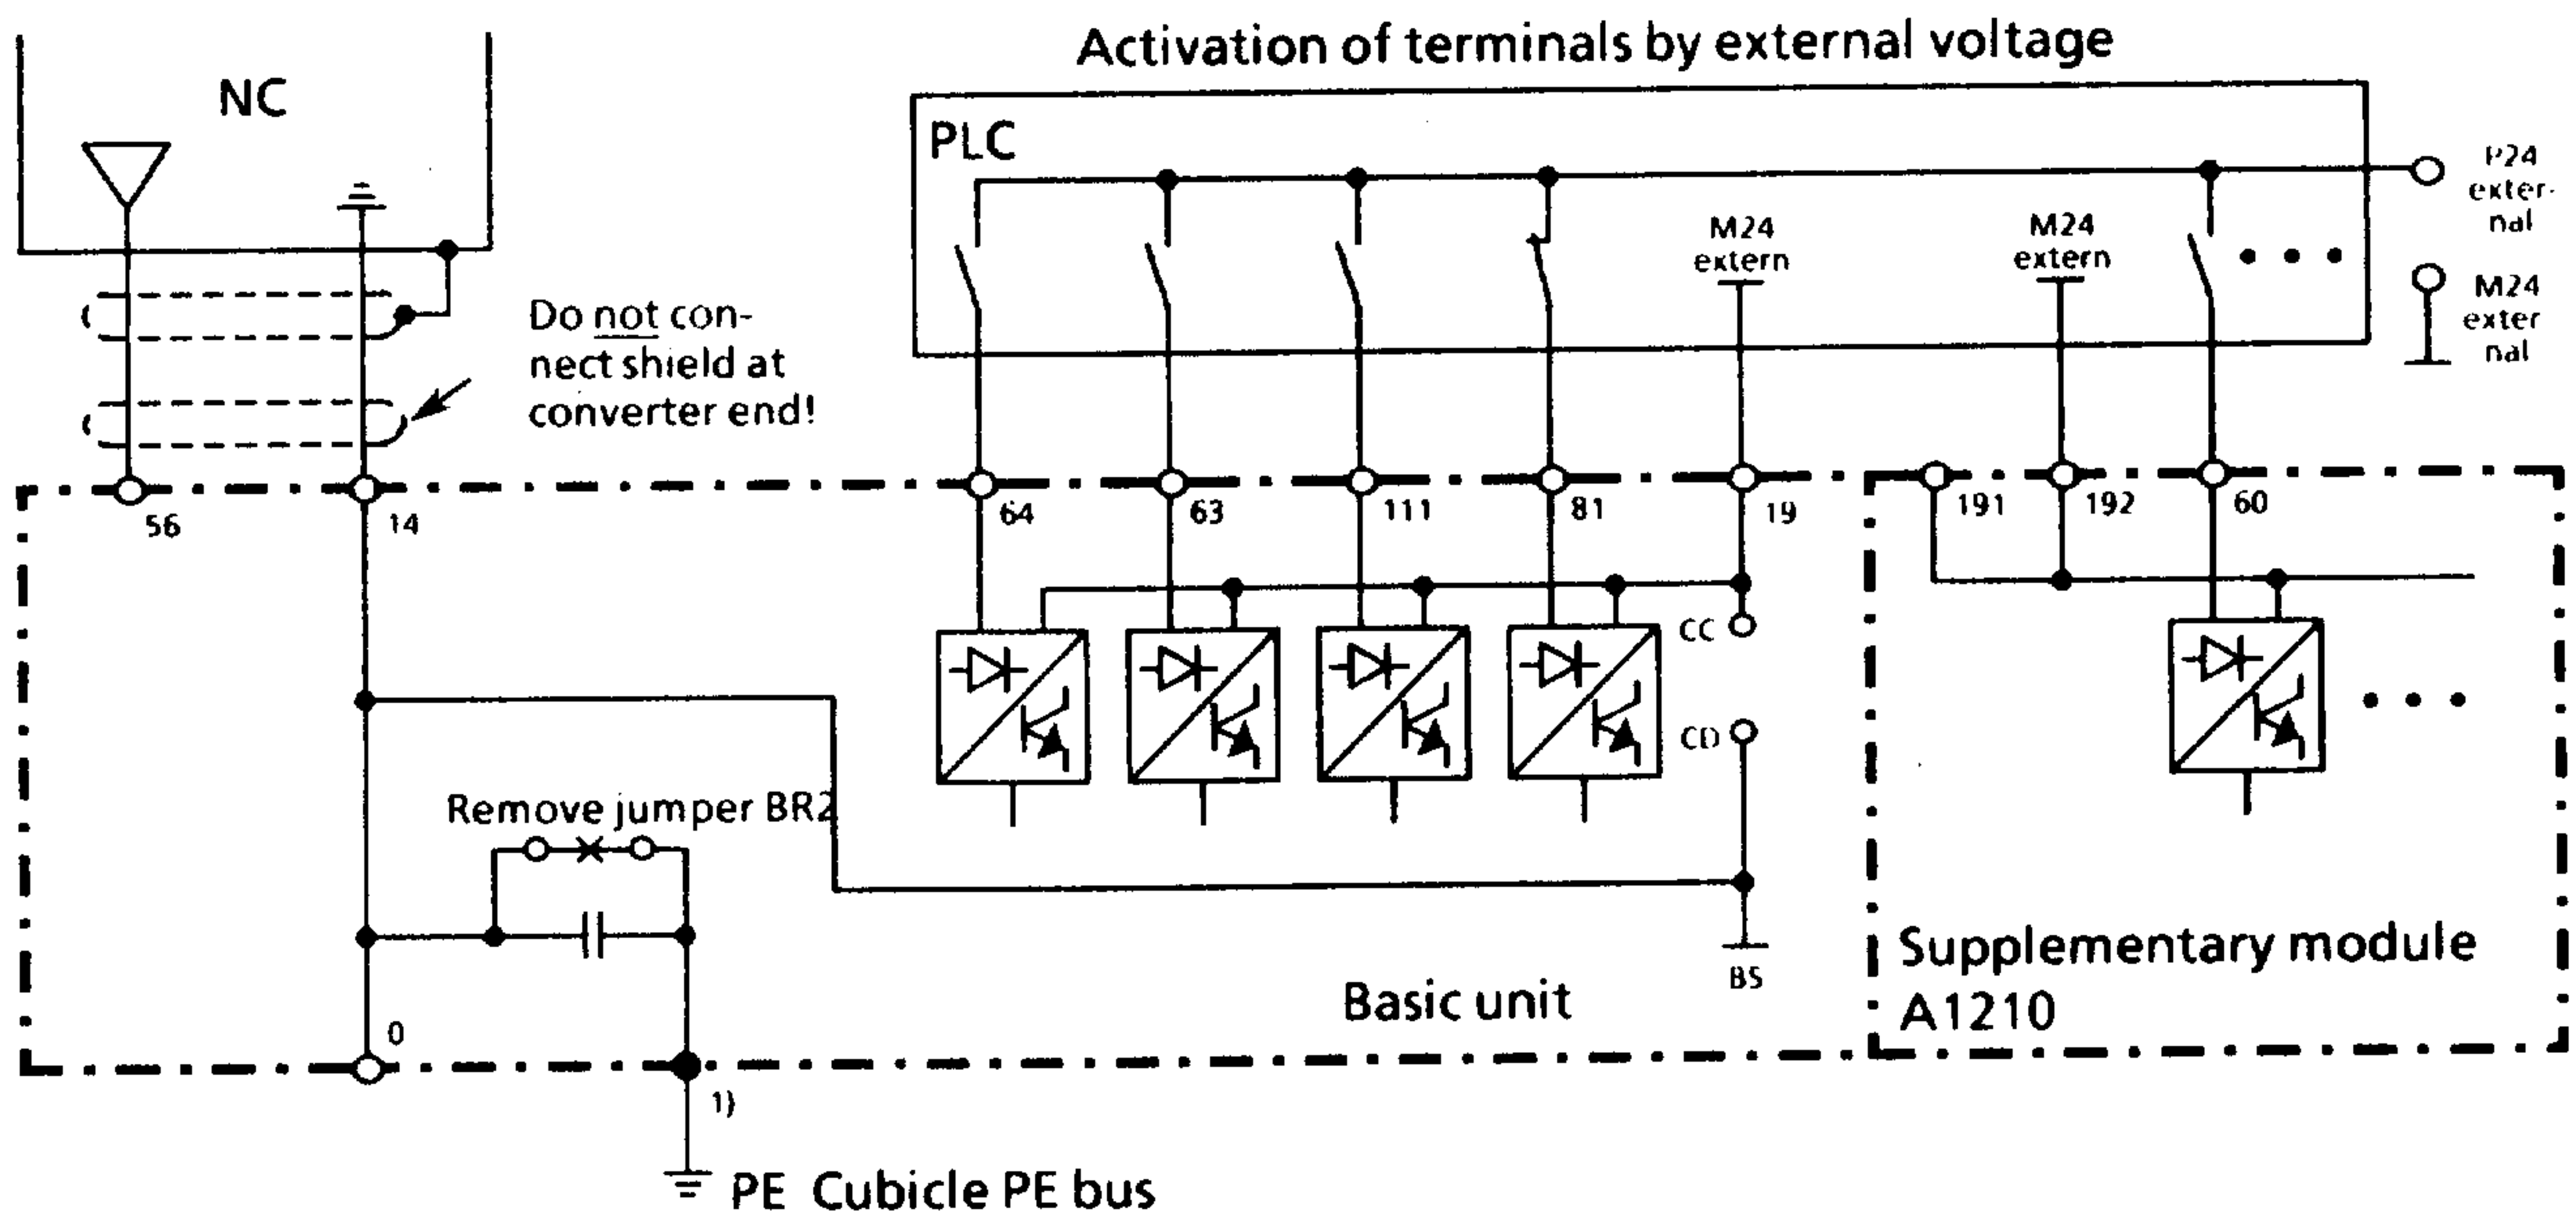 Activation of terminals by external voltage
NC
PLC
P24
exter-
nal
M24
extern
M24
extern
M24
exter
nal
Do not con-
nect shield at
converter end!
56
14
64
63
111
81
19
191
192
60
CC
CD
Remove jumper BR2
BS
Basic unit
Supplementary module
A1210
0
1)
PE Cubicle PE bus